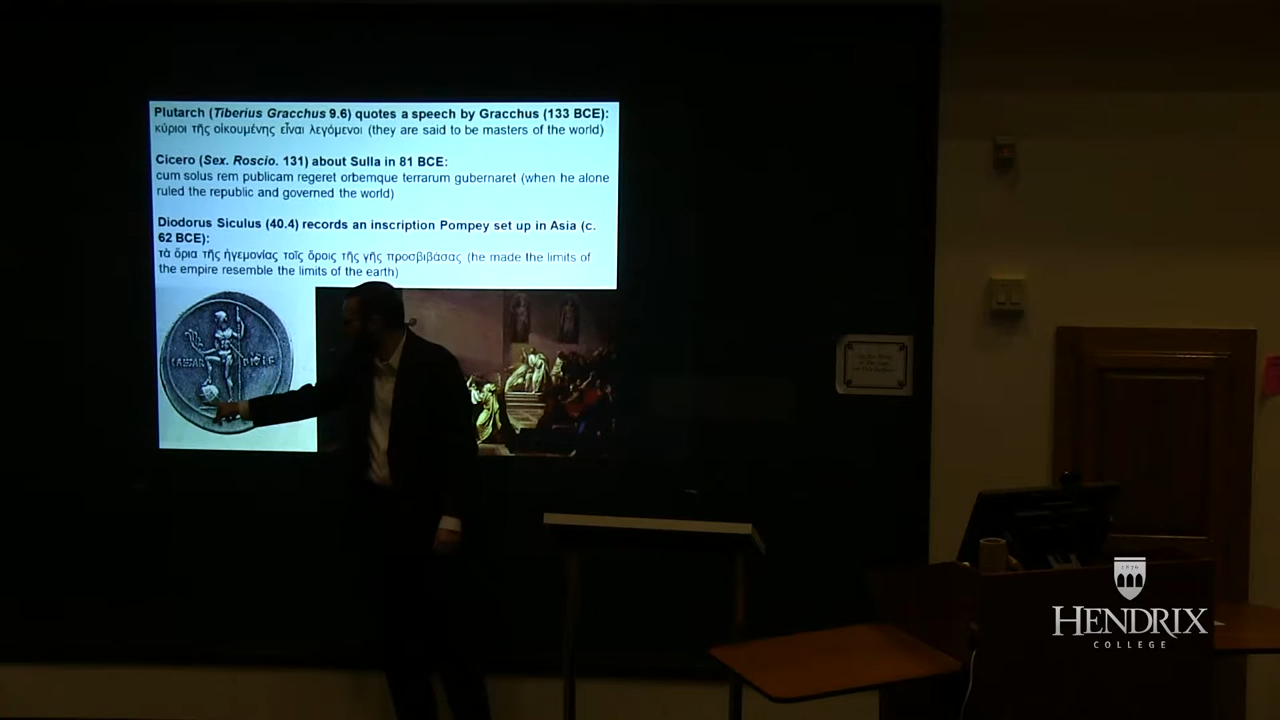 Plutarch (Tiberius Gracchus 9.6) quotes a speech by Gracchus (133 BCE):
κύριοι τῆς οἰκουμένης εἶναι λεγόμενοι (they are said to be masters of the world)
Cicero (Sex. Roscio. 131) about Sulla in 81 BCE:
cum solus rem publicam regeret orbemque terrarum gubernaret (when he alone
ruled the republic and governed the world)
Diodorus Siculus (40.4) records an inscription Pompey set up in Asia (c.
62 BCE):
τὰ ὅρια τῆς ἡγεμονίας τοῖς ὅροις τῆς γῆς προσβιβάσας (he made the limits of
the empire resemble the limits of the earth)
CAESAR DIVI F
1876
HENDRIX
COLLEGE